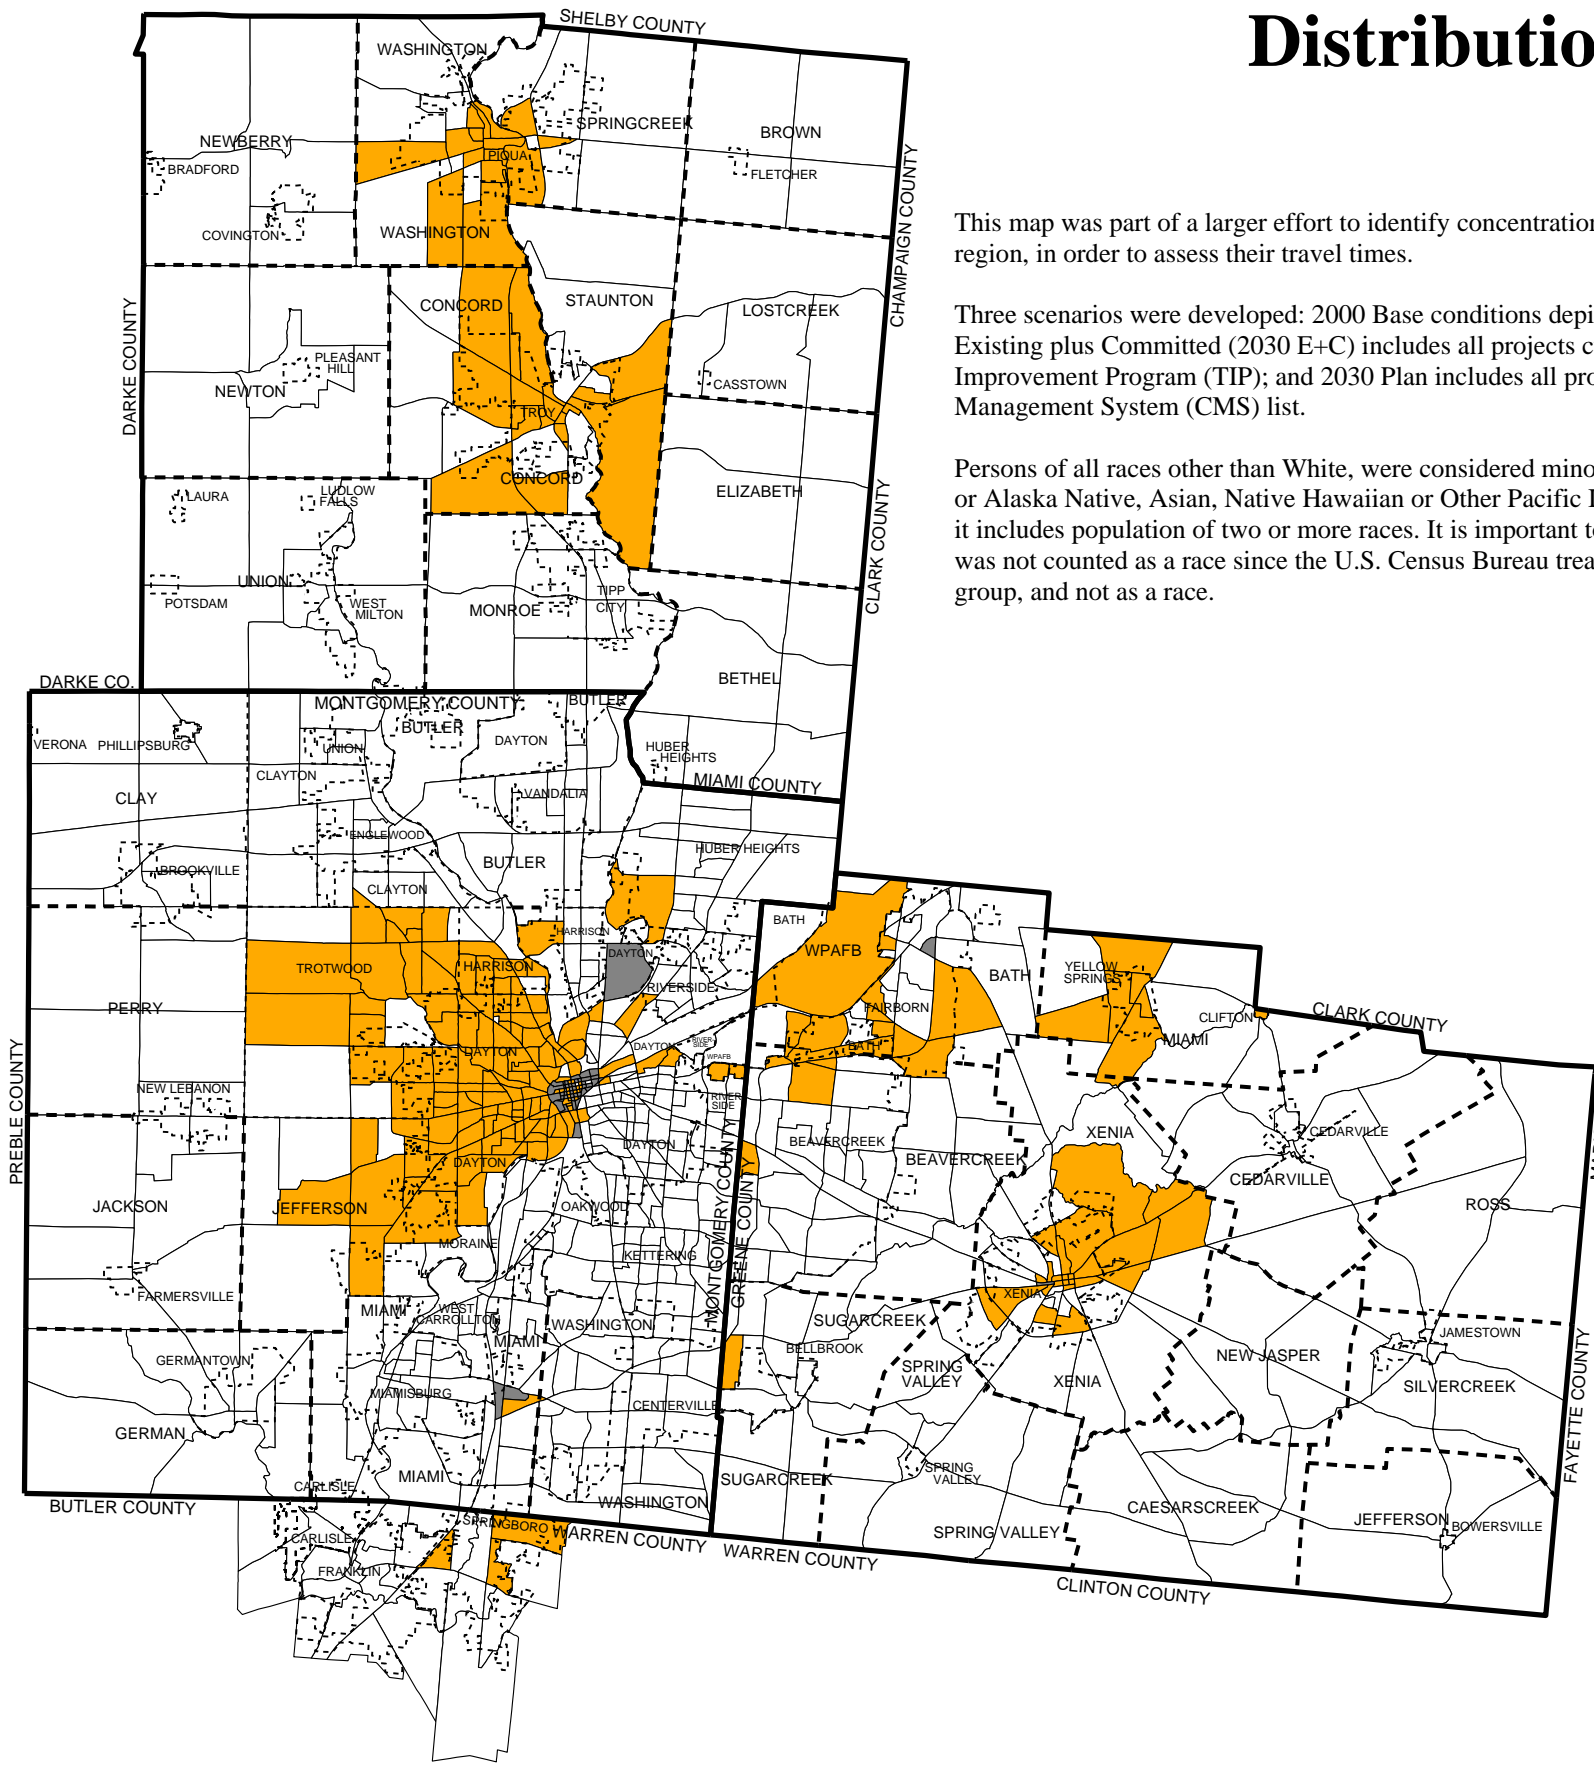 Distributio
This map was part of a larger effort to identify concentration
region, in order to assess their travel times.
Three scenarios were developed: 2000 Base conditions depi
Existing plus Committed (2030 E+C) includes all projects c
Improvement Program (TIP); and 2030 Plan includes all pro
Management System (CMS) list.
Persons of all races other than White, were considered mino
or Alaska Native, Asian, Native Hawaiian or Other Pacific I
it includes population of two or more races. It is important to
was not counted as a race since the U.S. Census Bureau trea
group, and not as a race.
SHELBY COUNTY
WASHINGTON
NEWBERRY
SPRINGCREEK
BROWN
PIQUA
BRADFORD
FLETCHER
COVINGTON
WASHINGTON
CHAMPAIGN COUNTY
DARKE COUNTY
CONCORD
STAUNTON
LOSTCREEK
PLEASANT
HILL
NEWTON
CASSTOWN
TROY
CONCORD
ELIZABETH
LAURA
LUDLOW
FALLS
CLARK COUNTY
UNION
POTSDAM
WEST
MILTON
MONROE
TIPP
CITY
BETHEL
DARKE CO.
MONTGOMERY COUNTY
BUTLER
BUTLER
VERONA
PHILLIPSBURG
UNION
DAYTON
HUBER
HEIGHTS
CLAYTON
MIAMI COUNTY
CLAY
VANDALIA
ENGLEWOOD
BUTLER
HUBER HEIGHTS
BROOKVILLE
CLAYTON
HARRISON
BATH
DAYTON
WPAFB
TROTWOOD
HARRISON
RIVERSIDE
BATH
YELLOW
SPRINGS
PERRY
FAIRBORN
CLIFTON
CLARK COUNTY
MIAMI
DAYTON
DAYTON
RIVER-
SIDE
WPAFB
BATH
PREBLE COUNTY
NEW LEBANON
RIVER
SIDE
DAYTON
BEAVERCREEK
XENIA
CEDARVILLE
DAYTON
BEAVERCREEK
CEDARVILLE
JACKSON
JEFFERSON
OAKWOOD
ROSS
MORAINE
KETTERING
MONTGOMERY COUNTY
GREENE COUNTY
FARMERSVILLE
MIAMI
WEST
CARROLLTON
WASHINGTON
MIAMI
XENIA
SUGARCREEK
BELLBROOK
JAMESTOWN
GERMANTOWN
SPRING
VALLEY
NEW JASPER
XENIA
SILVERCREEK
MIAMISBURG
CENTERVILLE
FAYETTE COUNTY
GERMAN
MIAMI
SUGARCREEK
SPRING
VALLEY
CARLISLE
WASHINGTON
CAESARSCREEK
BUTLER COUNTY
JEFFERSON
BOWERSVILLE
SPRINGBORO
WARREN COUNTY
WARREN COUNTY
SPRING VALLEY
CARLISLE
FRANKLIN
CLINTON COUNTY